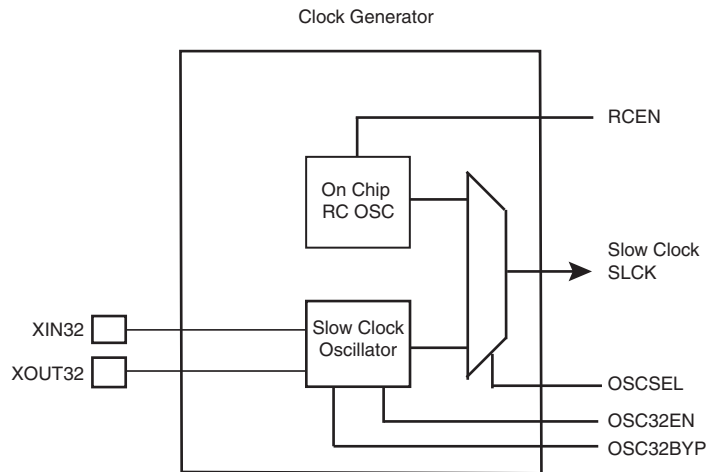 Clock Generator
RCEN
On Chip
RC OSC
Slow Clock
SLCK
XIN32
Slow Clock
Oscillator
XOUT32
OSCSEL
OSC32EN
OSC32BYP